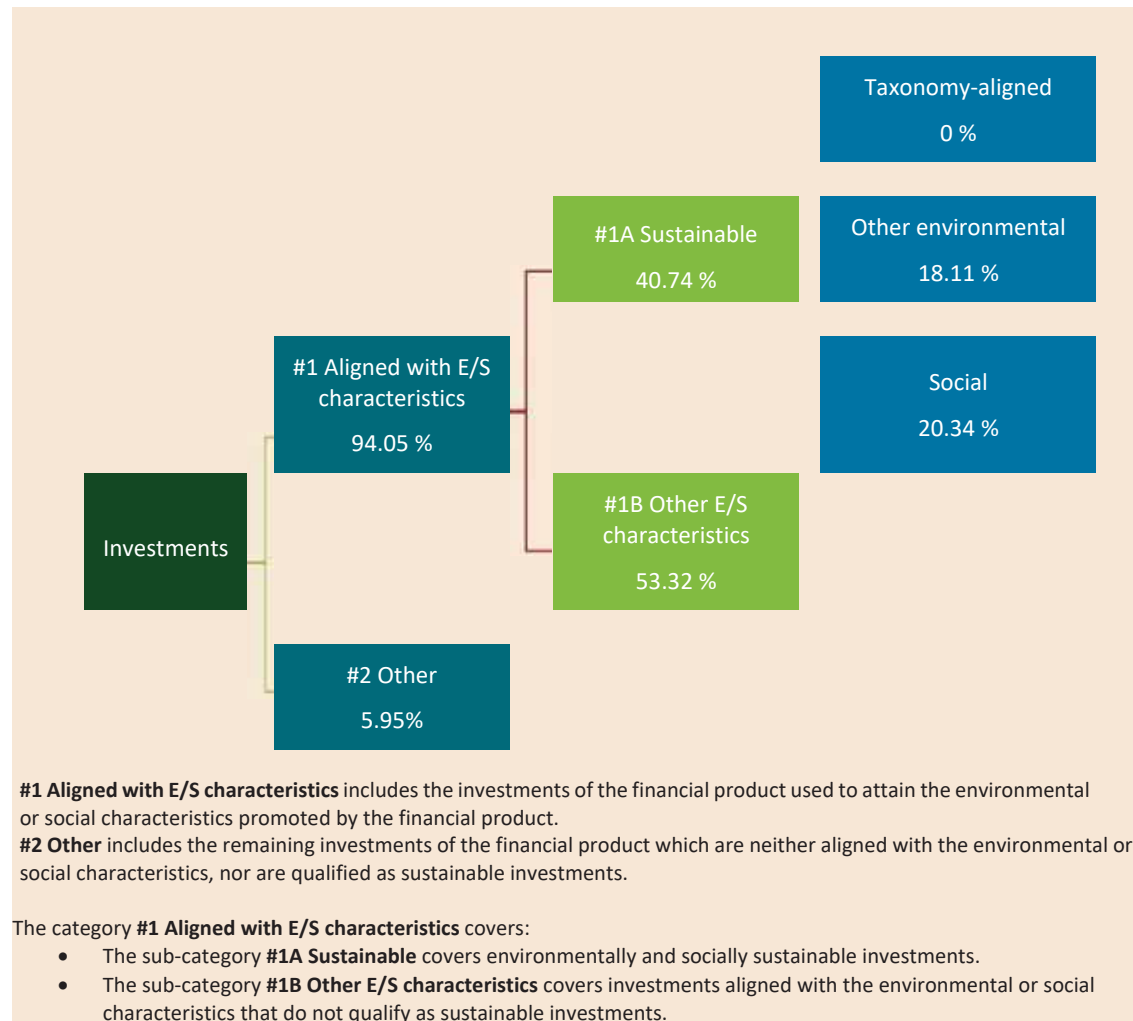 Taxonomy-aligned
0 %
#1A Sustainable
40.74 %
Other environmental
18.11 %
#1 Aligned with E/S
characteristics
94.05 %
Social
20.34 %
Investments
#1B Other E/S
characteristics
53.32 %
#2 Other
5.95%
#1 Aligned with E/S characteristics includes the investments of the financial product used to attain the environmental
or social characteristics promoted by the financial product.
#2 Other includes the remaining investments of the financial product which are neither aligned with the environmental or
social characteristics, nor are qualified as sustainable investments.
The category #1 Aligned with E/S characteristics covers:
• The sub-category #1A Sustainable covers environmentally and socially sustainable investments.
• The sub-category #1B Other E/S characteristics covers investments aligned with the environmental or social
characteristics that do not qualify as sustainable investments.